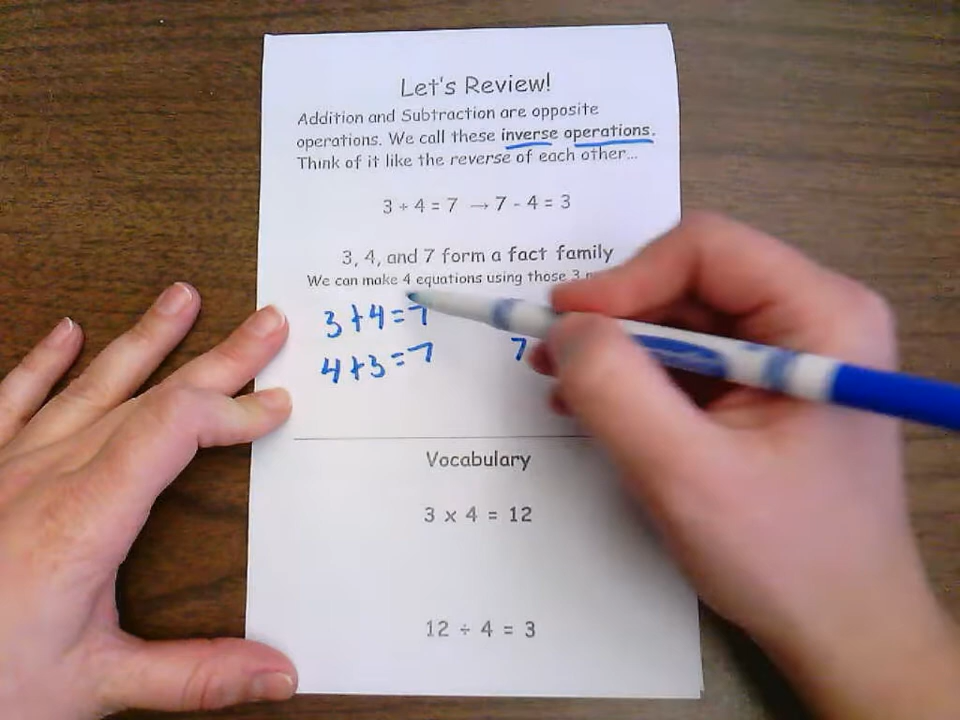 Let's Review!
Addition and Subtraction are opposite
operations. We call these inverse operations.
Think of it like the reverse of each other...
3 + 4 = 7 → 7 - 4 = 3
3, 4, and 7 form a fact family
We can make 4 equations using those 3
3+4=7
4+3=7 7
Vocabulary
3 x 4 = 12
12 ÷ 4 = 3